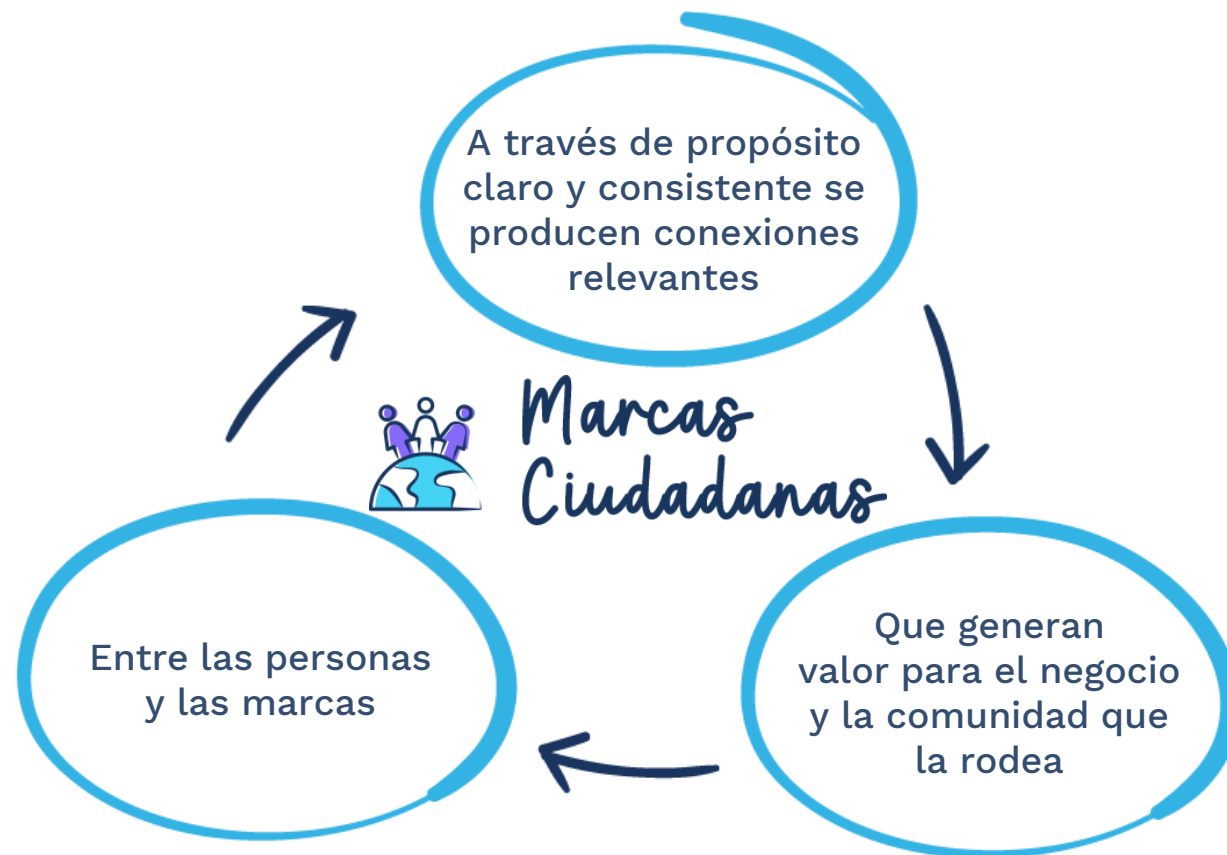 A través de propósito
claro y consistente se
producen conexiones
relevantes
Marcas
Ciudadanas
Entre las personas
y las marcas
Que generan
valor para el negocio
y la comunidad que
la rodea